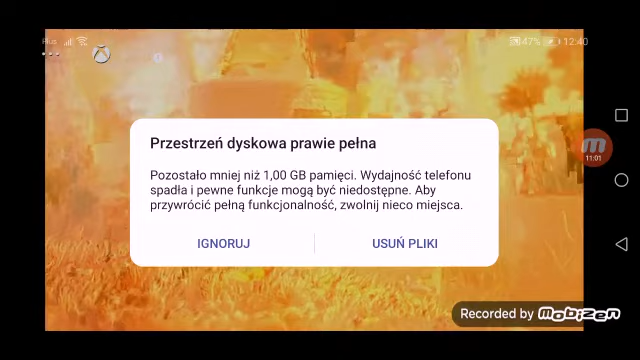 Plus 47% 12:40
Przestrzeń dyskowa prawie pełna
Pozostało mniej niż 1,00 GB pamięci. Wydajność telefonu
spadła i pewne funkcje mogą być niedostępne. Aby
przywrócić pełną funkcjonalność, zwolnij nieco miejsca.
IGNORUJ USUŃ PLIKI
11:01
Recorded by Mobizen